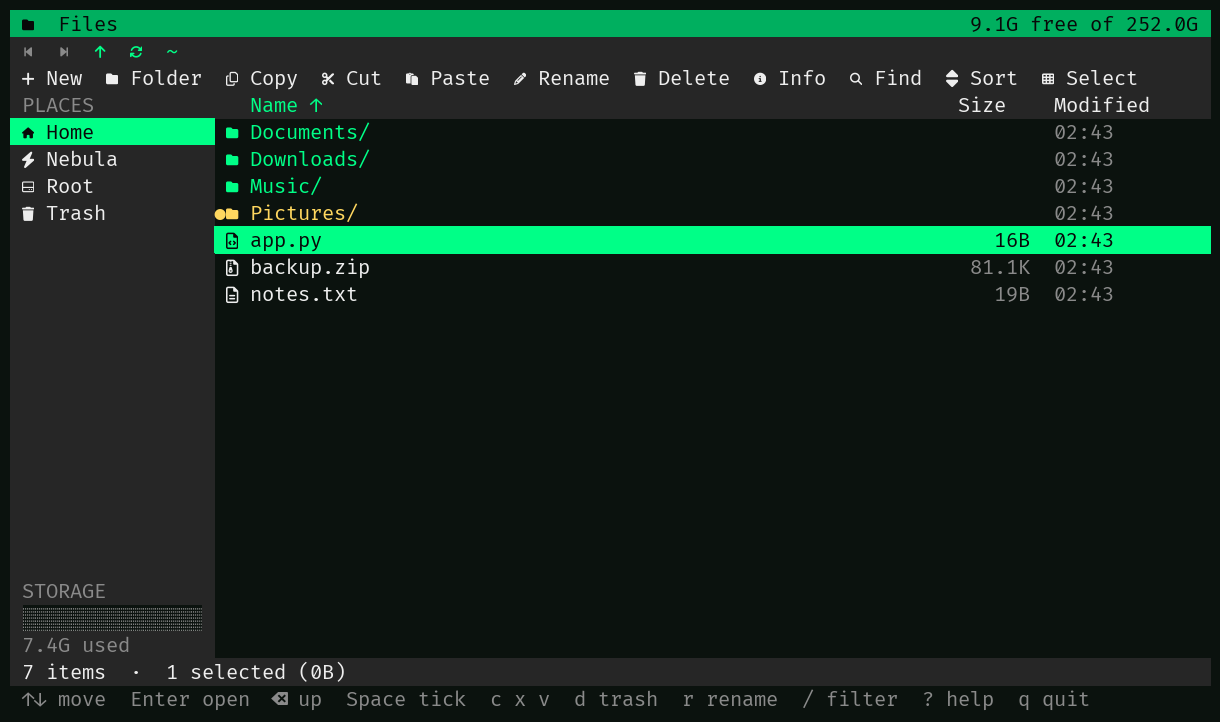 Files 9.1G free of 252.0G
~
+ New Folder Copy Cut Paste Rename Delete Info Find Sort Select
PLACES Name ↑ Size Modified
Home Documents/ 02:43
Nebula Downloads/ 02:43
Root Music/ 02:43
Trash Pictures/ 02:43
app.py 16B 02:43
backup.zip 81.1K 02:43
notes.txt 19B 02:43
STORAGE
7.4G used
7 items · 1 selected (0B)
↑↓ move Enter open ⌫ up Space tick c x v d trash r rename / filter ? help q quit